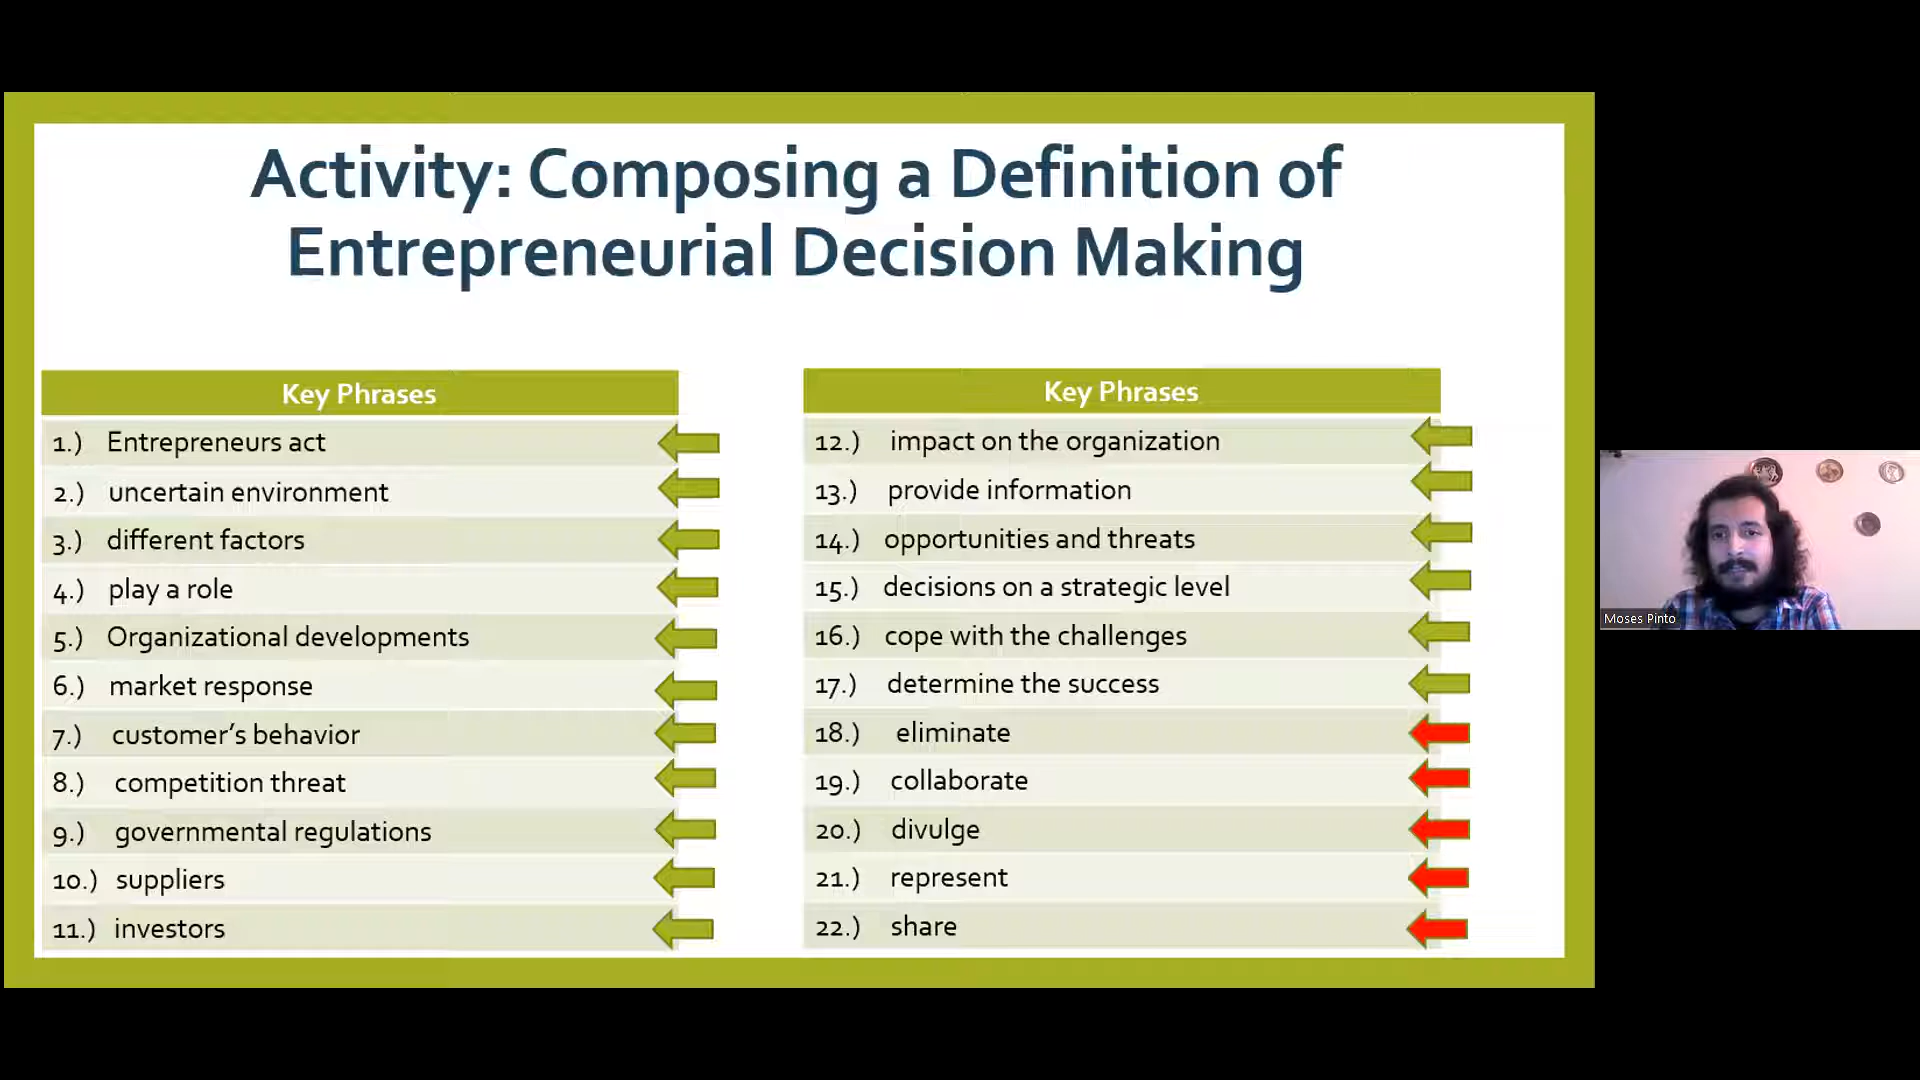 Activity: Composing a Definition of
Entrepreneurial Decision Making
Key Phrases
1.) Entrepreneurs act
2.) uncertain environment
3.) different factors
4.) play a role
5.) Organizational developments
6.) market response
7.) customer’s behavior
8.) competition threat
9.) governmental regulations
10.) suppliers
11.) investors
Key Phrases
12.) impact on the organization
13.) provide information
14.) opportunities and threats
15.) decisions on a strategic level
16.) cope with the challenges
17.) determine the success
18.) eliminate
19.) collaborate
20.) divulge
21.) represent
22.) share
Moses Pinto